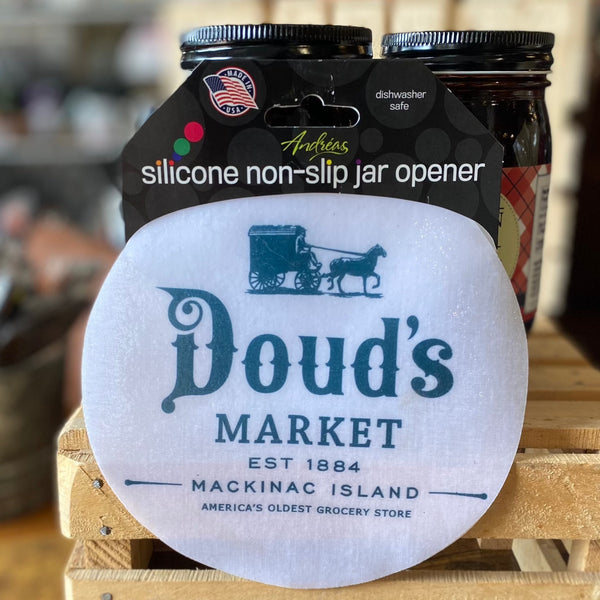 MADE IN
USA
dishwasher
safe
Andréas
silicone non-slip jar opener
Doud's
MARKET
EST 1884
MACKINAC ISLAND
AMERICA'S OLDEST GROCERY STORE